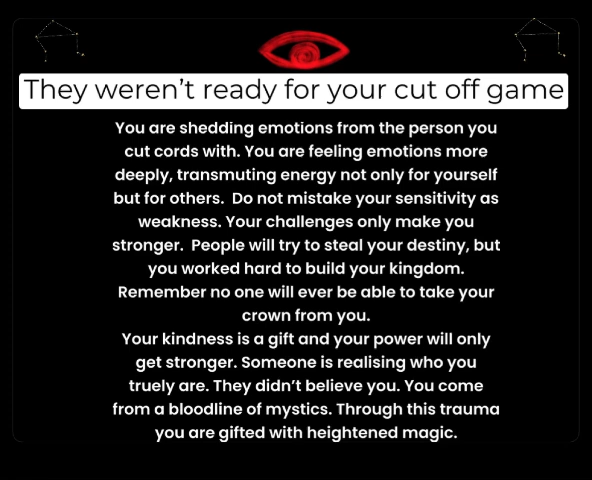 They weren’t ready for your cut off game
You are shedding emotions from the person you
cut cords with. You are feeling emotions more
deeply, transmuting energy not only for yourself
but for others.  Do not mistake your sensitivity as
weakness. Your challenges only make you
stronger.  People will try to steal your destiny, but
you worked hard to build your kingdom.
Remember no one will ever be able to take your
crown from you.
Your kindness is a gift and your power will only
get stronger. Someone is realising who you
truely are. They didn’t believe you. You come
from a bloodline of mystics. Through this trauma
you are gifted with heightened magic.